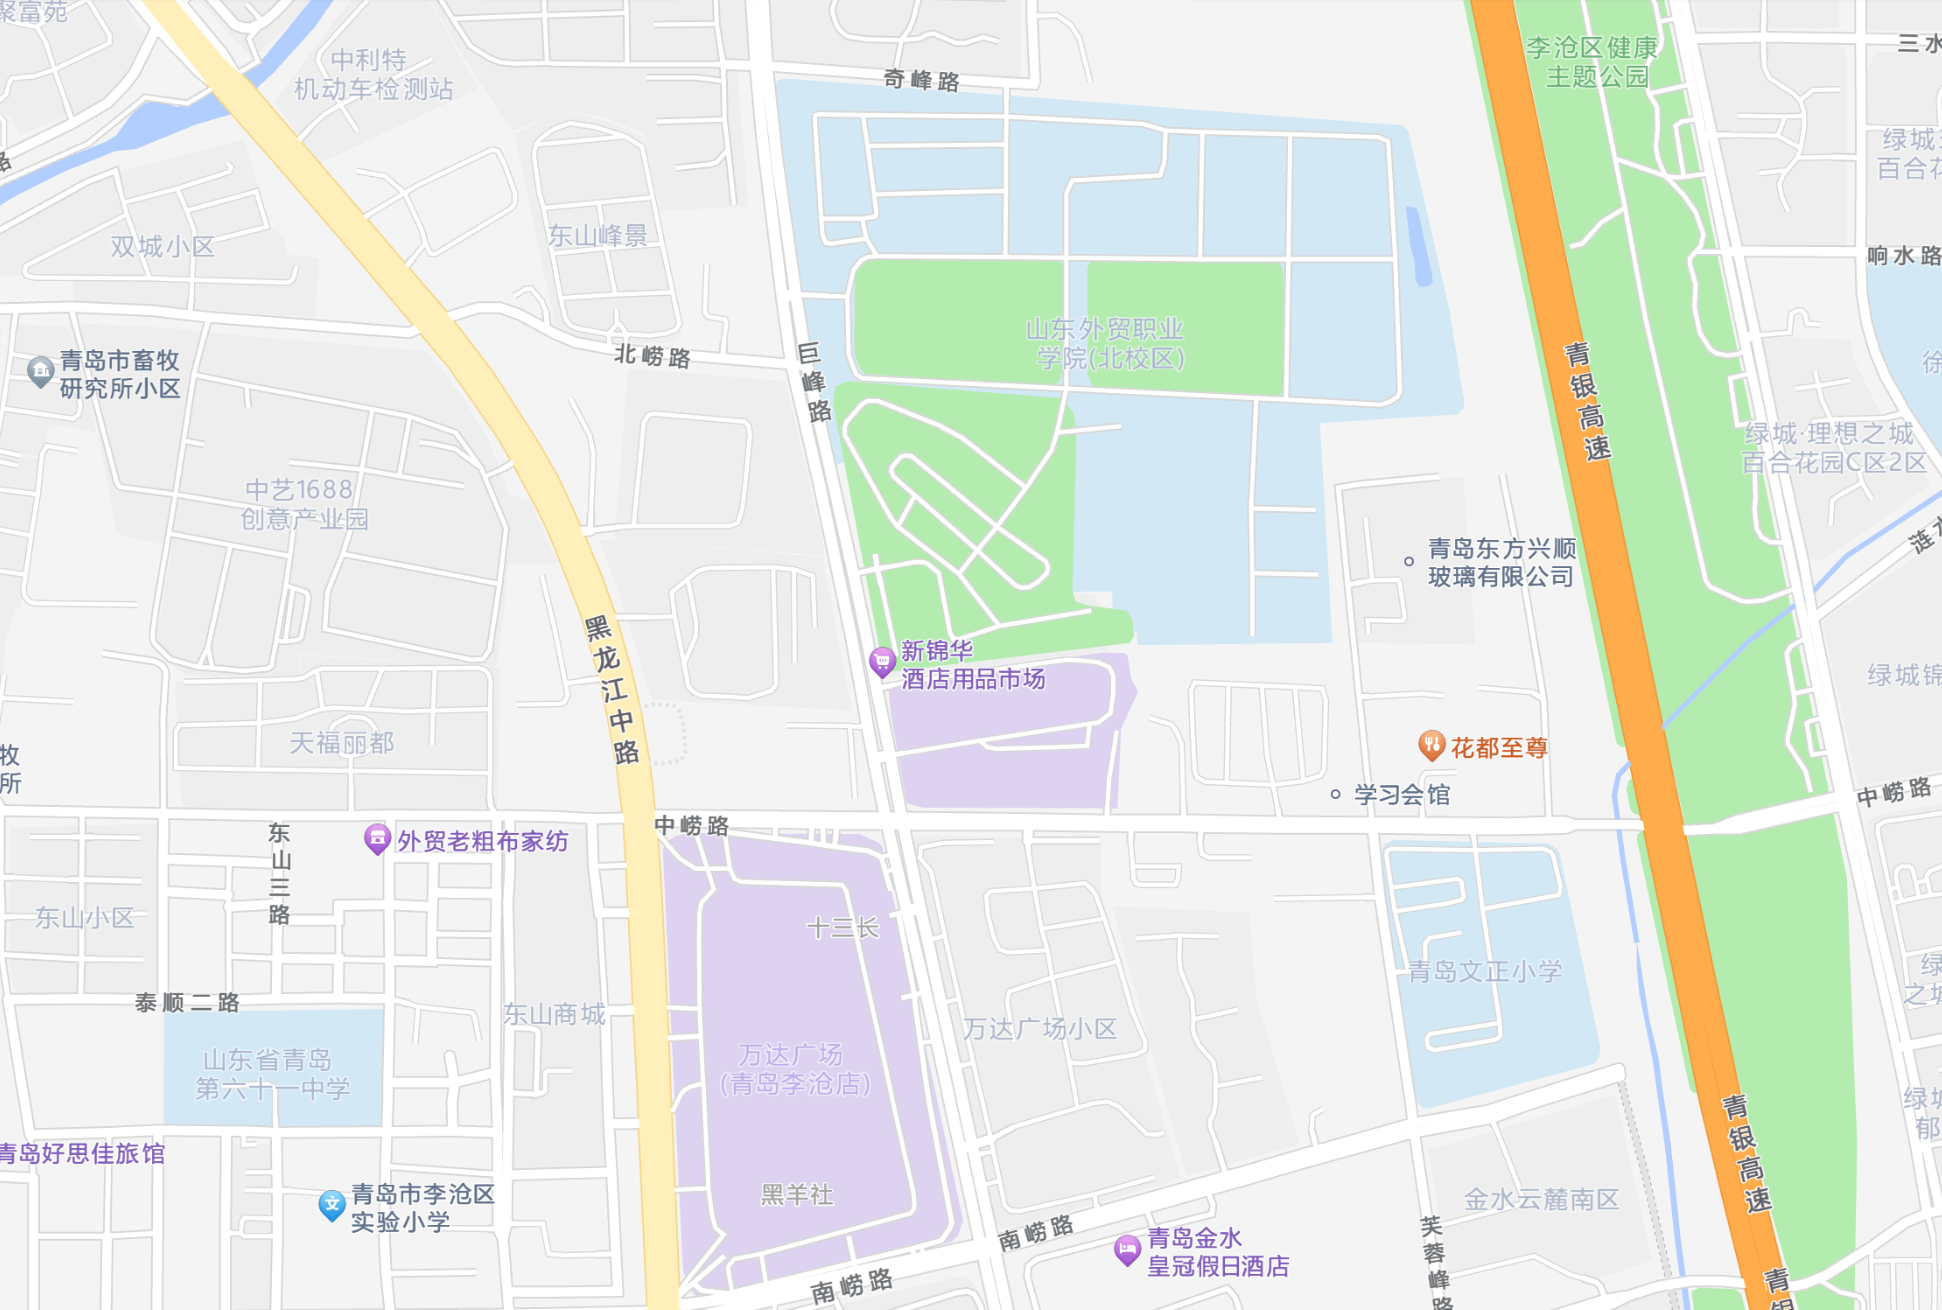 聚富苑
中利特
机动车检测站
奇峰路
李沧区健康
主题公园
三水
绿城
百合花
路
双城小区
东山峰景
响水路
山东外贸职业
学院(北校区)
青岛市畜牧
研究所小区
北崂路
巨峰路
青银高速
徐
绿城·理想之城
百合花园C区2区
中艺1688
创意产业园
涟水
青岛东方兴顺
玻璃有限公司
黑龙江中路
新锦华
酒店用品市场
绿城锦
天福丽都
牧
所
花都至尊
学习会馆
中崂路
中崂路
东山三路
外贸老粗布家纺
东山小区
十三长
青岛文正小学
绿
之城
泰顺二路
东山商城
万达广场小区
山东省青岛
第六十一中学
万达广场
(青岛李沧店)
绿城
郁
青银高速
青岛好思佳旅馆
青岛市李沧区
实验小学
黑羊社
金水云麓南区
南崂路
青岛金水
皇冠假日酒店
芙蓉峰路
南崂路
青银